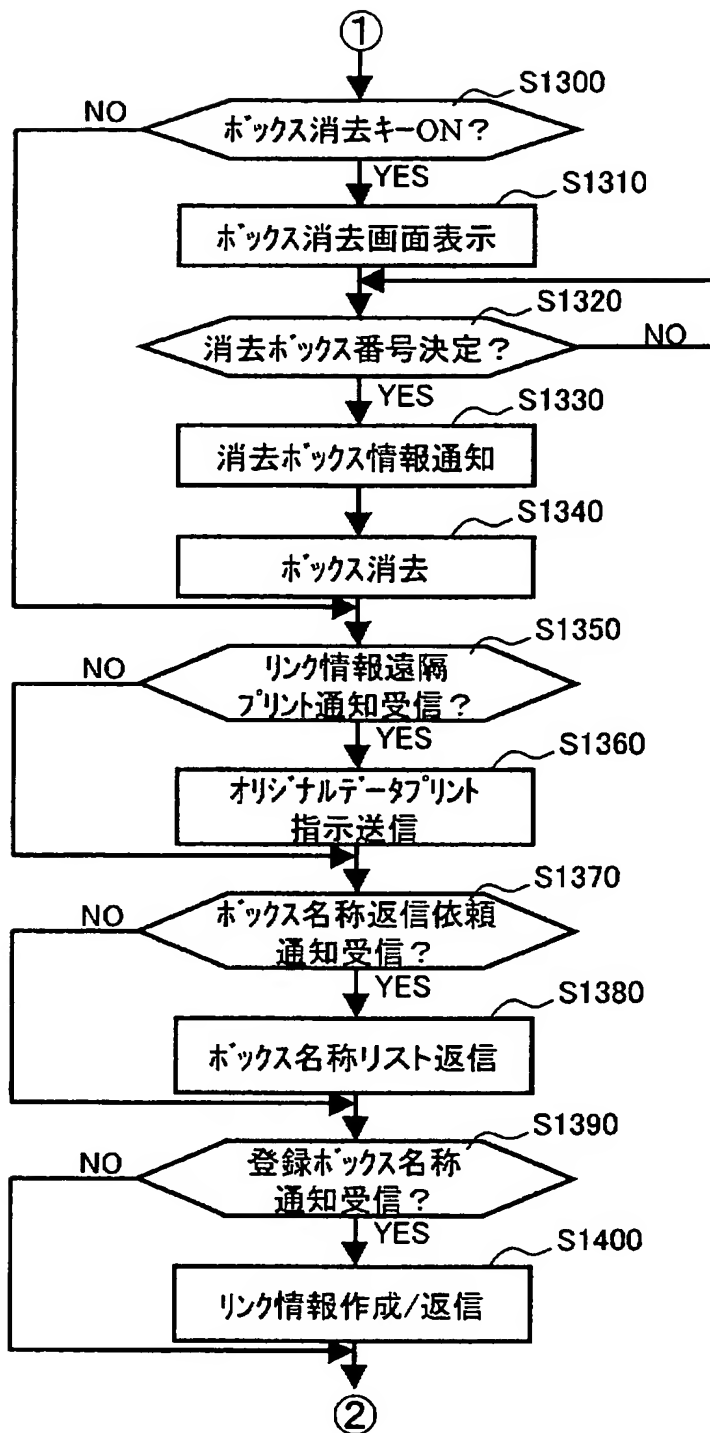 ①
S1300
NO
ボックス消去キーON？
YES
S1310
ボックス消去画面表示
S1320
消去ボックス番号決定？
NO
YES
S1330
消去ボックス情報通知
S1340
ボックス消去
S1350
NO
リンク情報遠隔
プリント通知受信？
YES
S1360
オリジナルデータプリント
指示送信
S1370
NO
ボックス名称返信依頼
通知受信？
YES
S1380
ボックス名称リスト返信
S1390
NO
登録ボックス名称
通知受信？
YES
S1400
リンク情報作成/返信
②